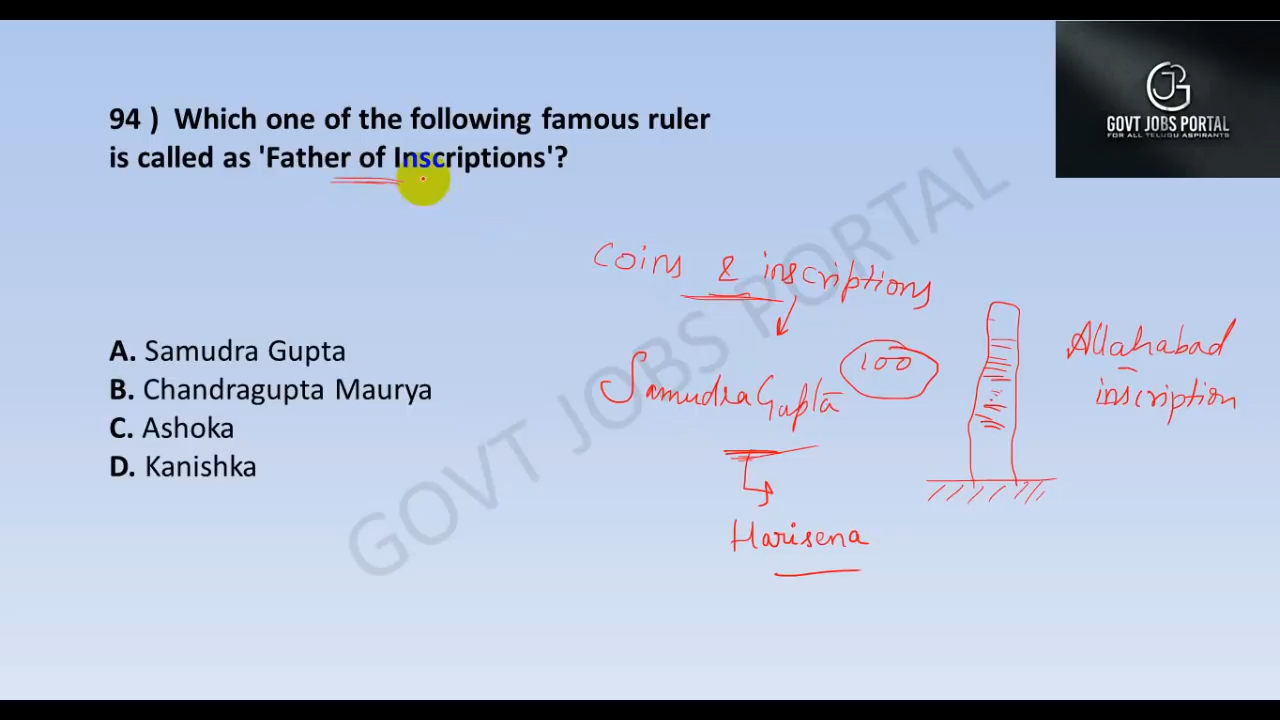 94 ) Which one of the following famous ruler
is called as 'Father of Inscriptions'?
GOVT JOBS PORTAL
FOR ALL TELUGU ASPIRANTS
Coins & inscriptions
A. Samudra Gupta
B. Chandragupta Maurya
C. Ashoka
D. Kanishka
Samudra Gupta
100
Allahabad
inscription
Harisena
GOVT JOBS PORTAL